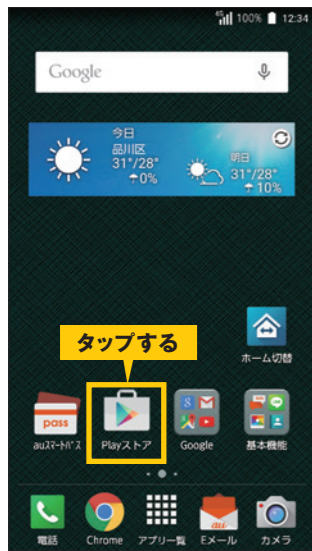 4G 100% 12:34
Google
今日
品川区
31°/28°
0%
明日
31°/28°
10%
ホーム切替
タップする
pass
auスマートパス
Playストア
8
Google
基本機能
電話
Chrome
アプリ一覧
au
Eメール
カメラ